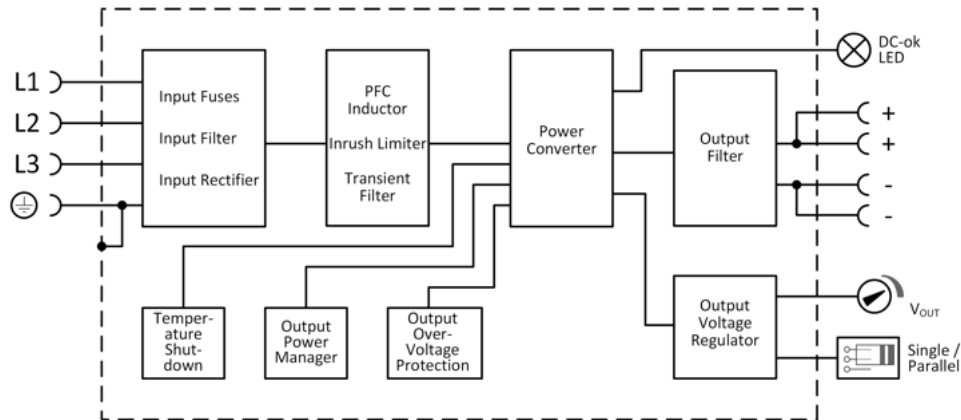 L1
L2
L3
Input Fuses
Input Filter
Input Rectifier
PFC
Inductor
Inrush Limiter
Transient
Filter
Power
Converter
Output
Filter
DC-ok
LED
+
+
-
-
Temper-
ature
Shut-
down
Output
Power
Manager
Output
Over-
Voltage
Protection
Output
Voltage
Regulator
VOUT
Single /
Parallel